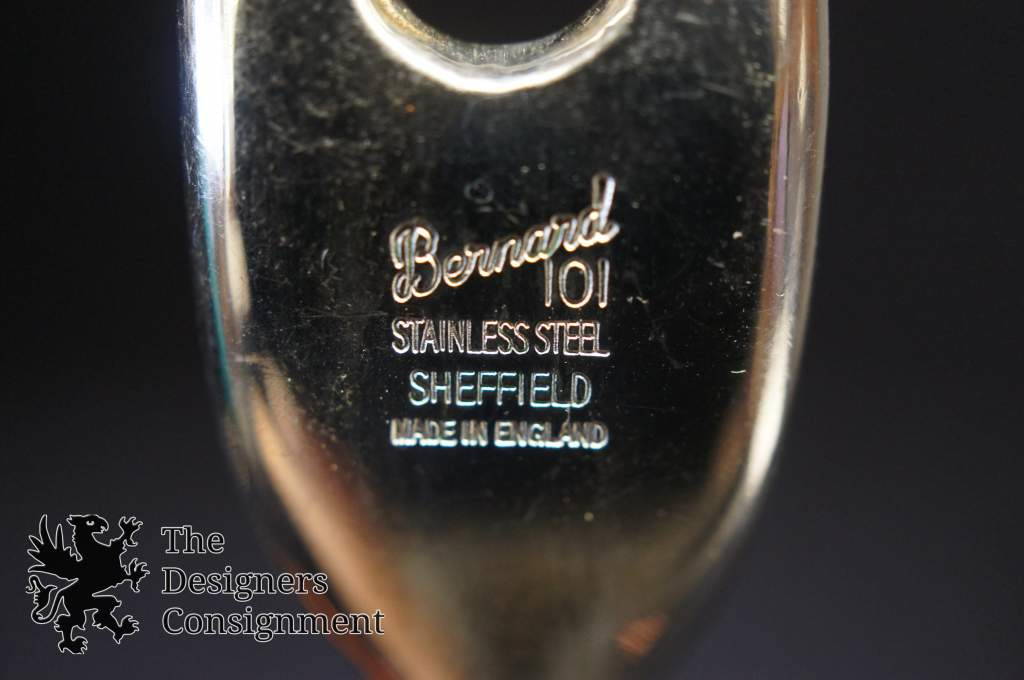 Bernard
101
STAINLESS STEEL
SHEFFIELD
MADE IN ENGLAND
The
Designers
Consignment